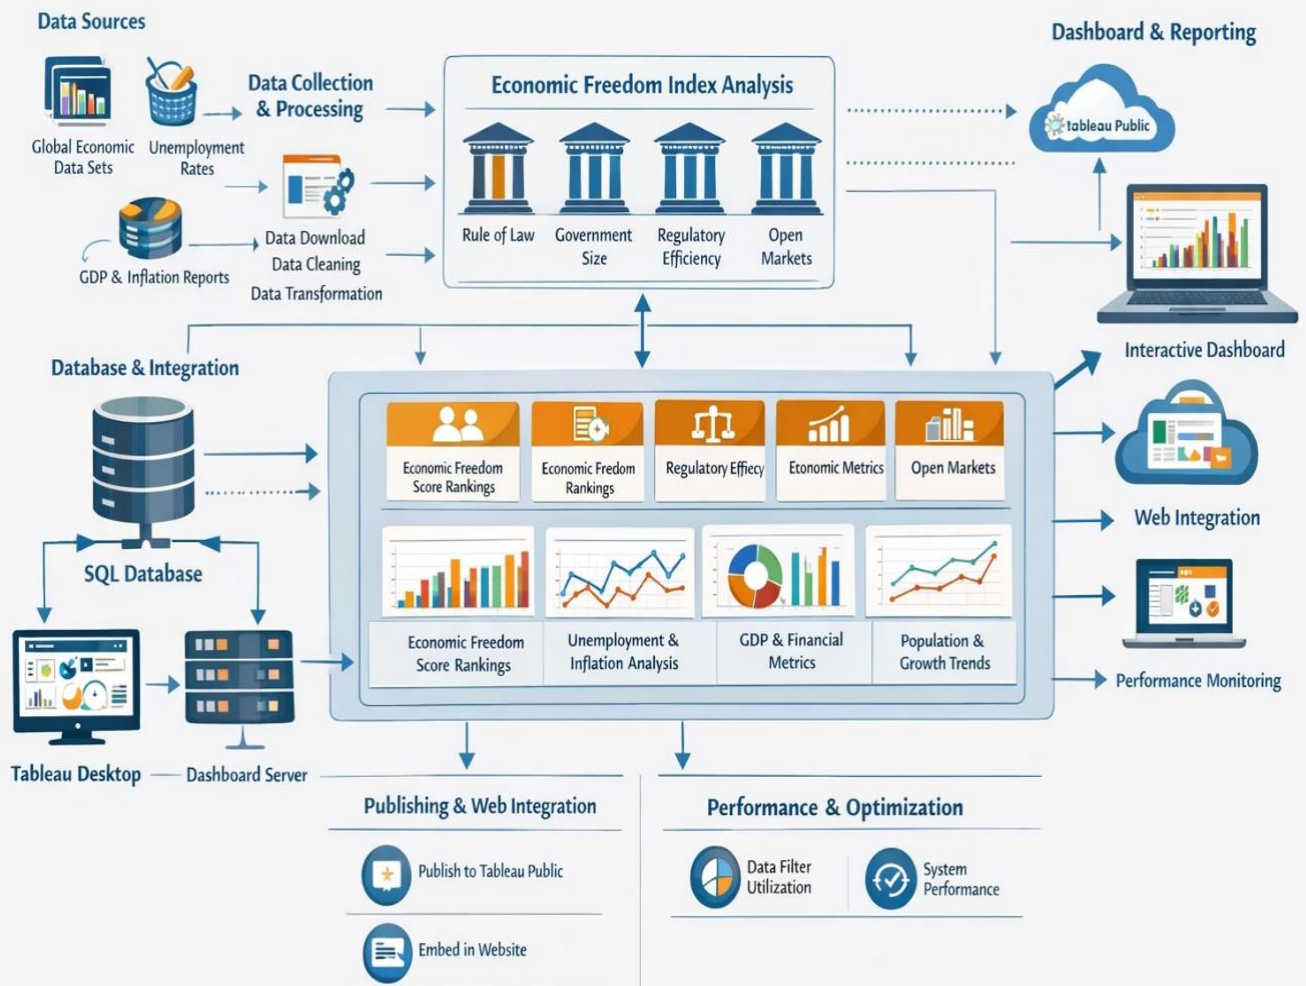 Data Sources
Global Economic
Data Sets
Unemployment
Rates
GDP & Inflation Reports
Data Collection
& Processing
Data Download
Data Cleaning
Data Transformation
Economic Freedom Index Analysis
Rule of Law
Government
Size
Regulatory
Efficiency
Open
Markets
Dashboard & Reporting
tableau Public
Interactive Dashboard
Database & Integration
SQL Database
Tableau Desktop
Dashboard Server
Economic Freedom
Score Rankings
Economic Fredom
Rankings
Regulatory Effiecy
Economic Metrics
Open Markets
Economic Freedom
Score Rankings
Unemployment &
Inflation Analysis
GDP & Financial
Metrics
Population &
Growth Trends
Web Integration
Performance Monitoring
Publishing & Web Integration
Publish to Tableau Public
Embed in Website
Performance & Optimization
Data Filter
Utilization
System
Performance